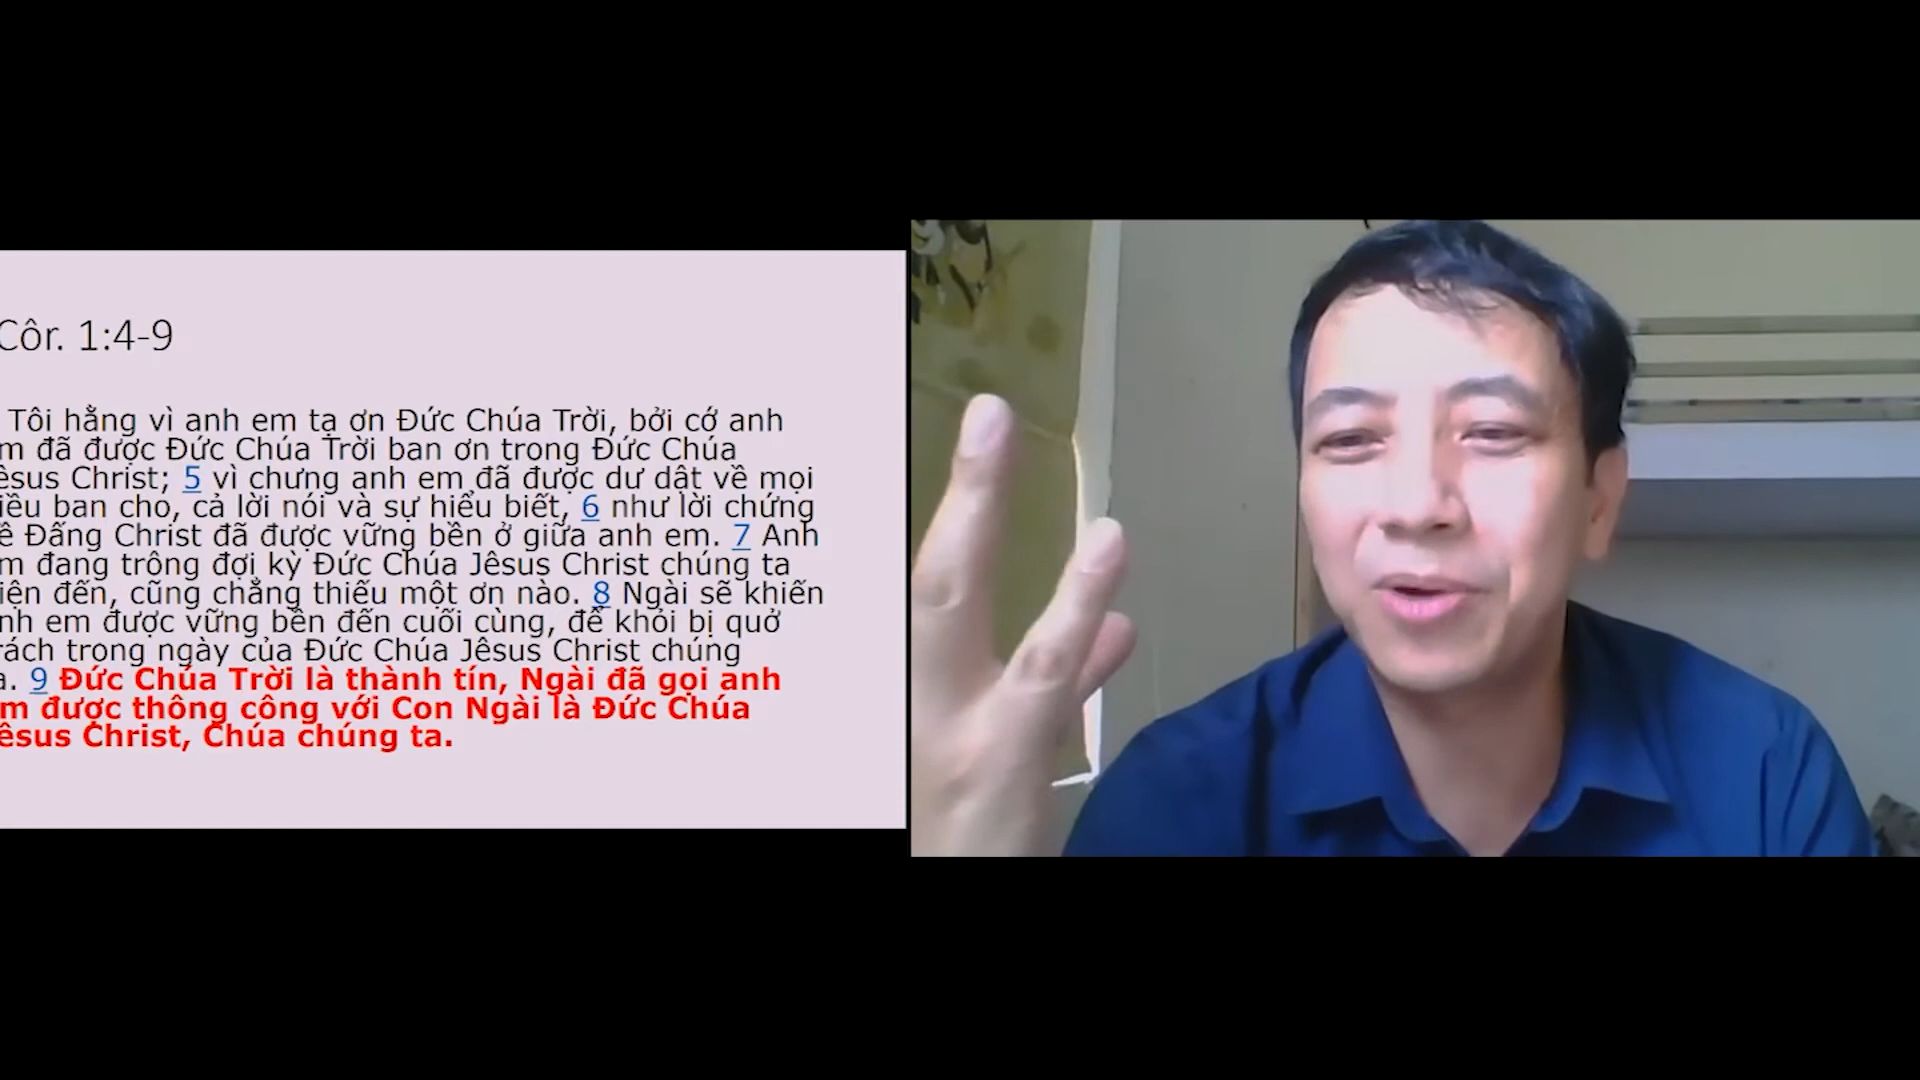 Côr. 1:4-9
Tôi hằng vì anh em tạ ơn Đức Chúa Trời, bởi cớ anh
m đã được Đức Chúa Trời ban ơn trong Đức Chúa
êsus Christ; 5 vì chưng anh em đã được dư dật về mọi
iều ban cho, cả lời nói và sự hiểu biết, 6 như lời chứng
ề Đấng Christ đã được vững bền ở giữa anh em. 7 Anh
m đang trông đợi kỳ Đức Chúa Jêsus Christ chúng ta
iện đến, cũng chẳng thiếu một ơn nào. 8 Ngài sẽ khiến
nh em được vững bền đến cuối cùng, để khỏi bị quở
rách trong ngày của Đức Chúa Jêsus Christ chúng
a. 9 Đức Chúa Trời là thành tín, Ngài đã gọi anh
m được thông công với Con Ngài là Đức Chúa
êsus Christ, Chúa chúng ta.